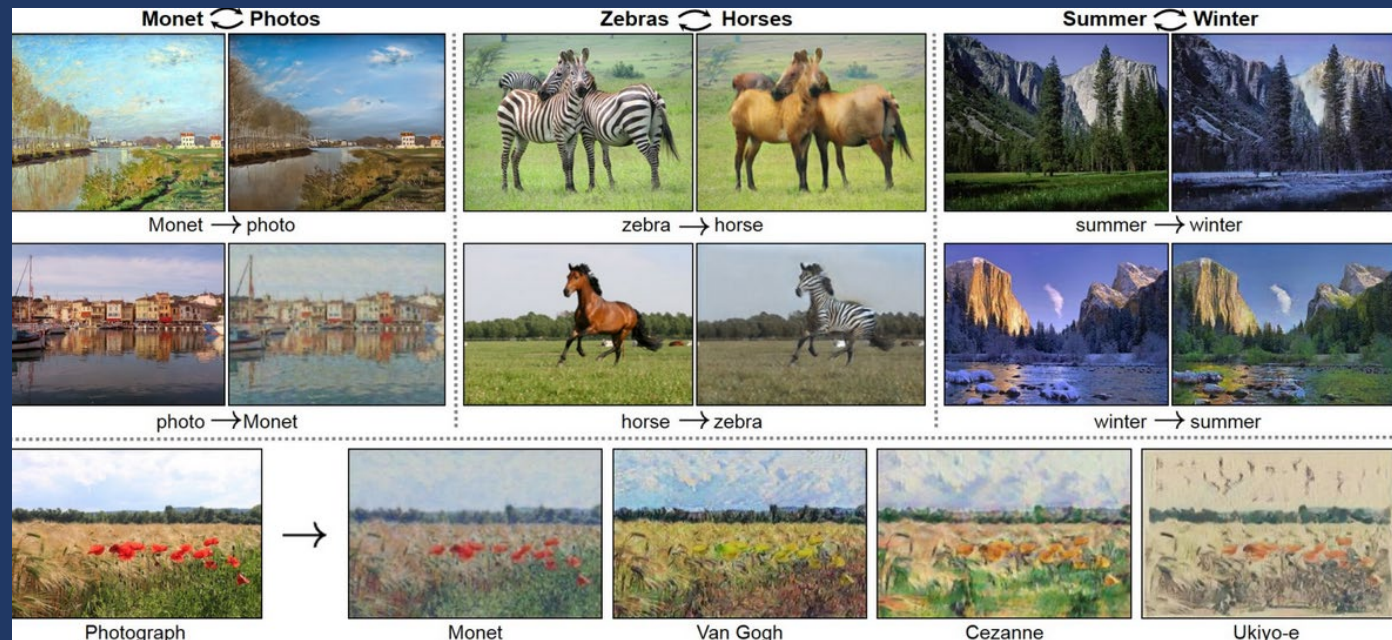 Monet Photos
Zebras Horses
Summer Winter
Monet → photo
zebra → horse
summer → winter
photo → Monet
horse → zebra
winter → summer
Photograph
Monet
Van Gogh
Cezanne
Ukiyo-e